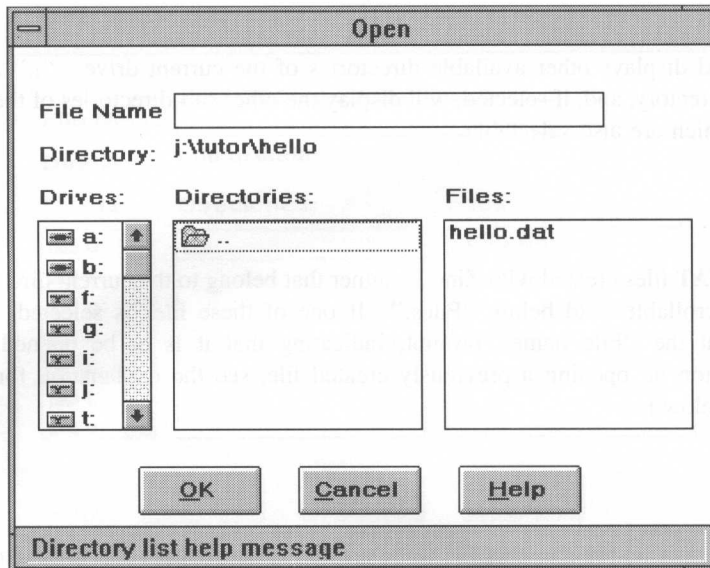 Open
File Name
Directory: j:\tutor\hello
Drives: Directories: Files:
a:
b:
f:
g:
i:
j:
t:
..
hello.dat
OK Cancel Help
Directory list help message